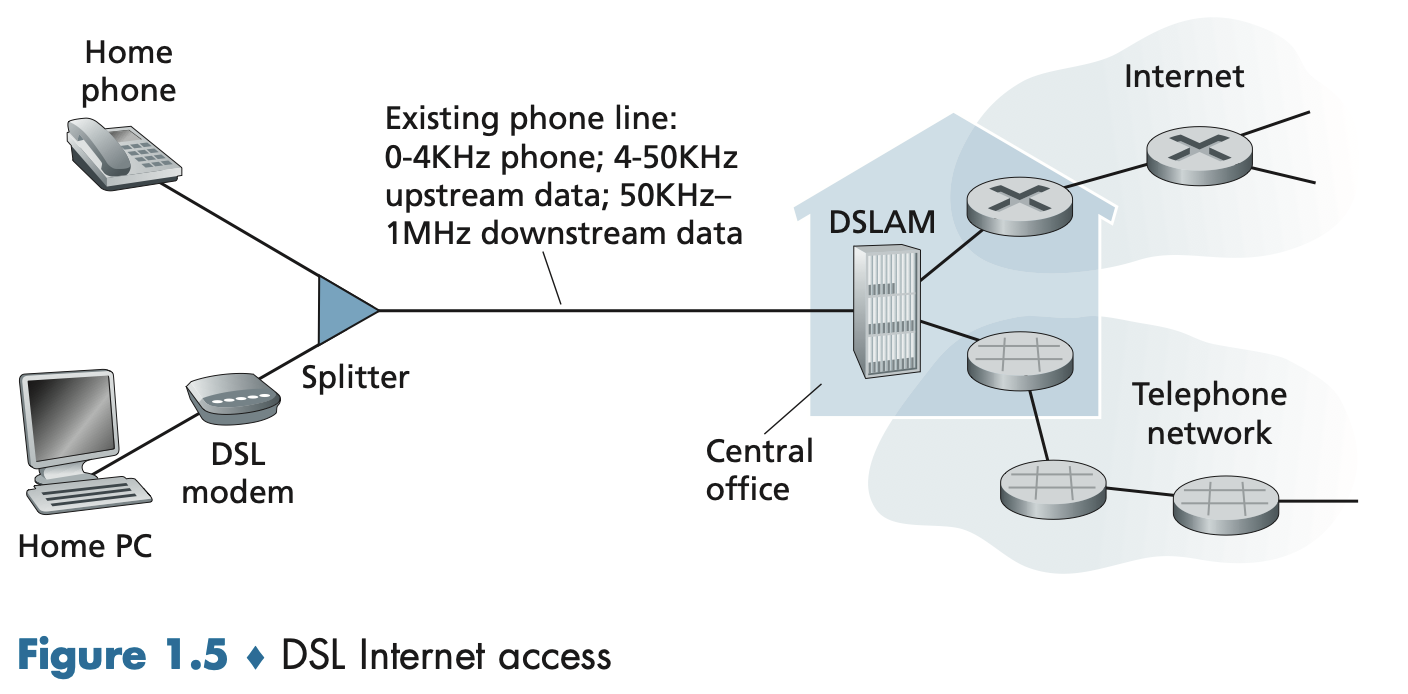 Home
phone
Existing phone line:
0-4KHz phone; 4-50KHz
upstream data; 50KHz–
1MHz downstream data
Internet
DSLAM
Splitter
DSL
modem
Home PC
Central
office
Telephone
network
Figure 1.5 ♦ DSL Internet access